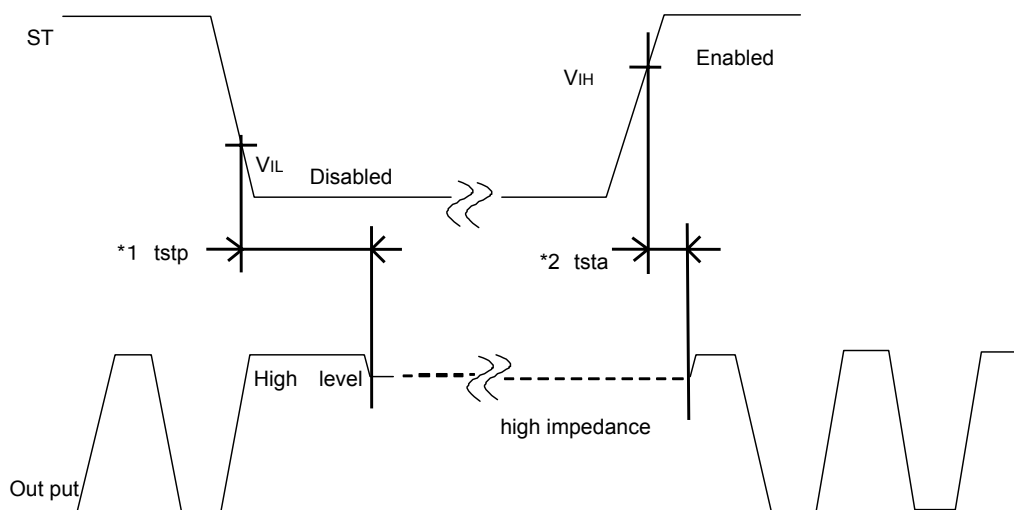 ST
Enabled
VIH
VIL
Disabled
*1 tstp
*2 tsta
High level
high impedance
Out put